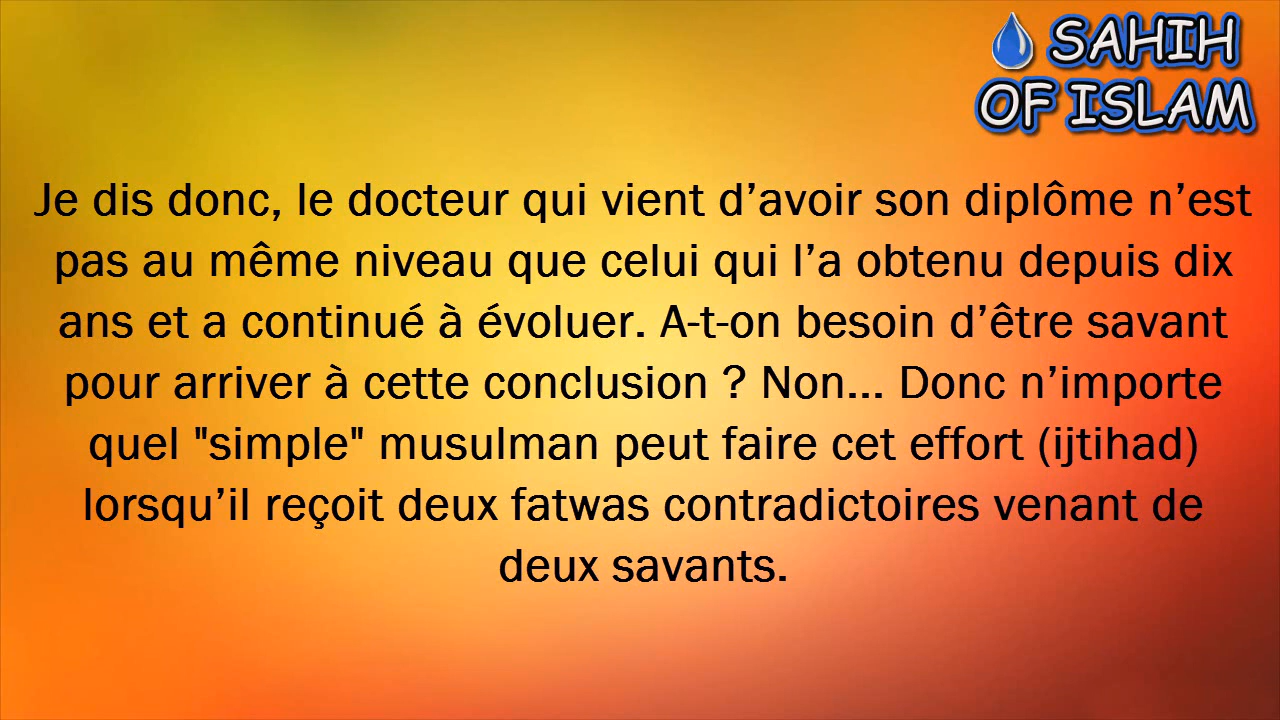 SAHIH
OF ISLAM
Je dis donc, le docteur qui vient d’avoir son diplôme n’est
pas au même niveau que celui qui l’a obtenu depuis dix
ans et a continué à évoluer. A-t-on besoin d’être savant
pour arriver à cette conclusion ? Non... Donc n’importe
quel "simple" musulman peut faire cet effort (ijtihad)
lorsqu’il reçoit deux fatwas contradictoires venant de
deux savants.